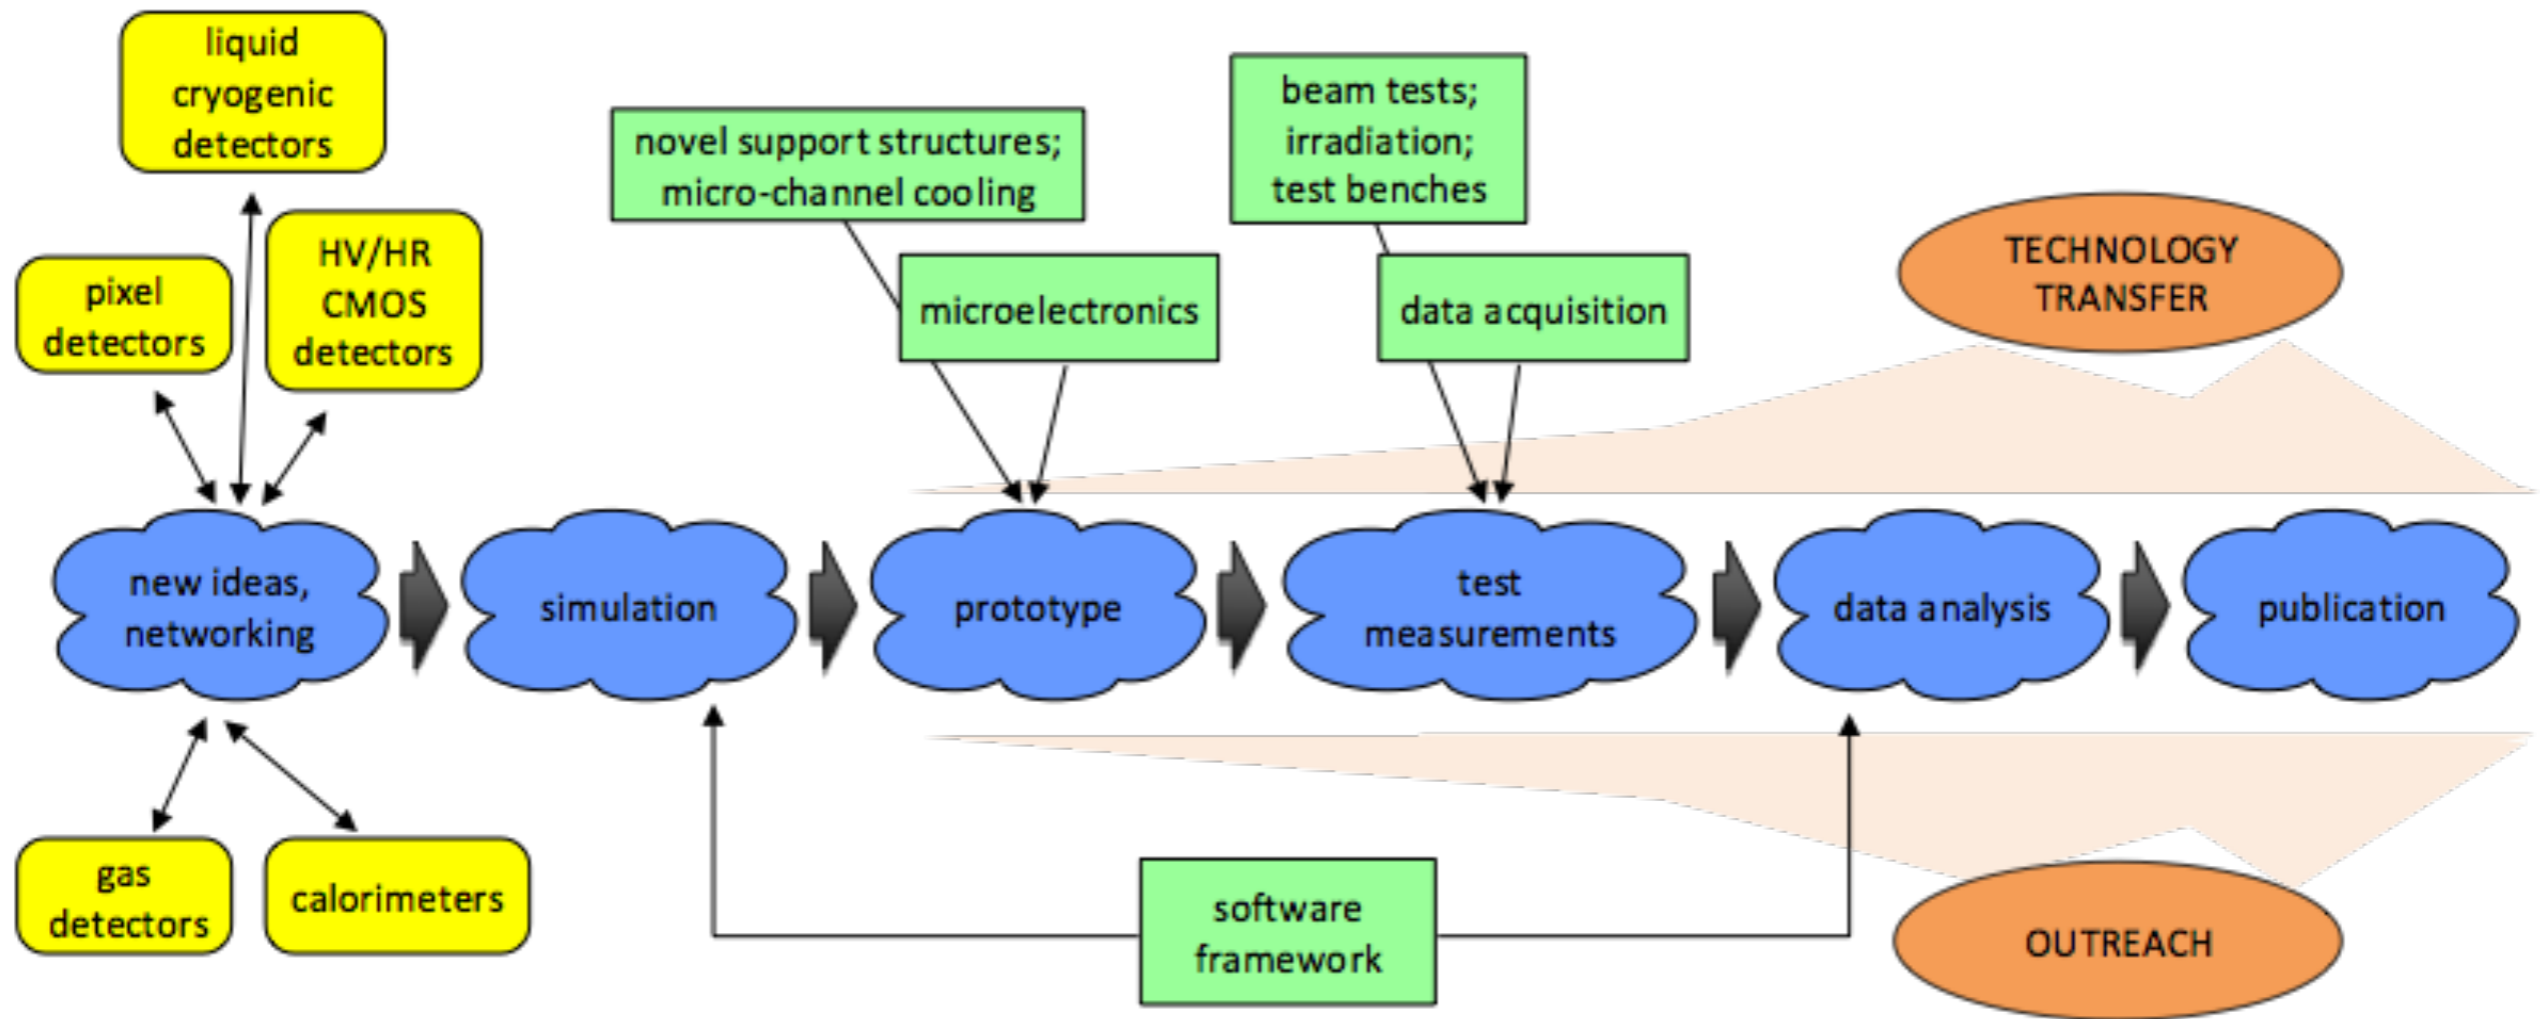 liquid
cryogenic
detectors
pixel
detectors
HV/HR
CMOS
detectors
novel support structures;
micro-channel cooling
microelectronics
beam tests;
irradiation;
test benches
data acquisition
TECHNOLOGY
TRANSFER
new ideas,
networking
simulation
prototype
test
measurements
data analysis
publication
gas
detectors
calorimeters
software
framework
OUTREACH